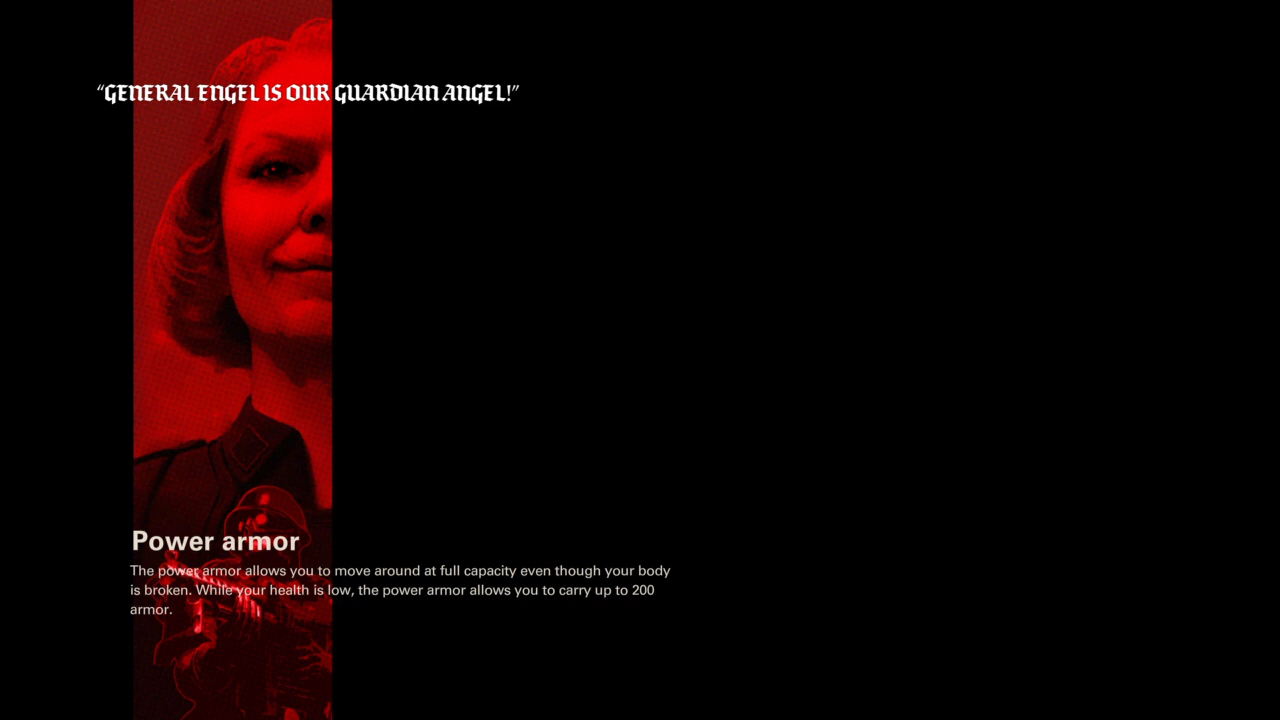 “GENERAL ENGEL IS OUR GUARDIAN ANGEL!”
Power armor
The power armor allows you to move around at full capacity even though your body
is broken. While your health is low, the power armor allows you to carry up to 200
armor.